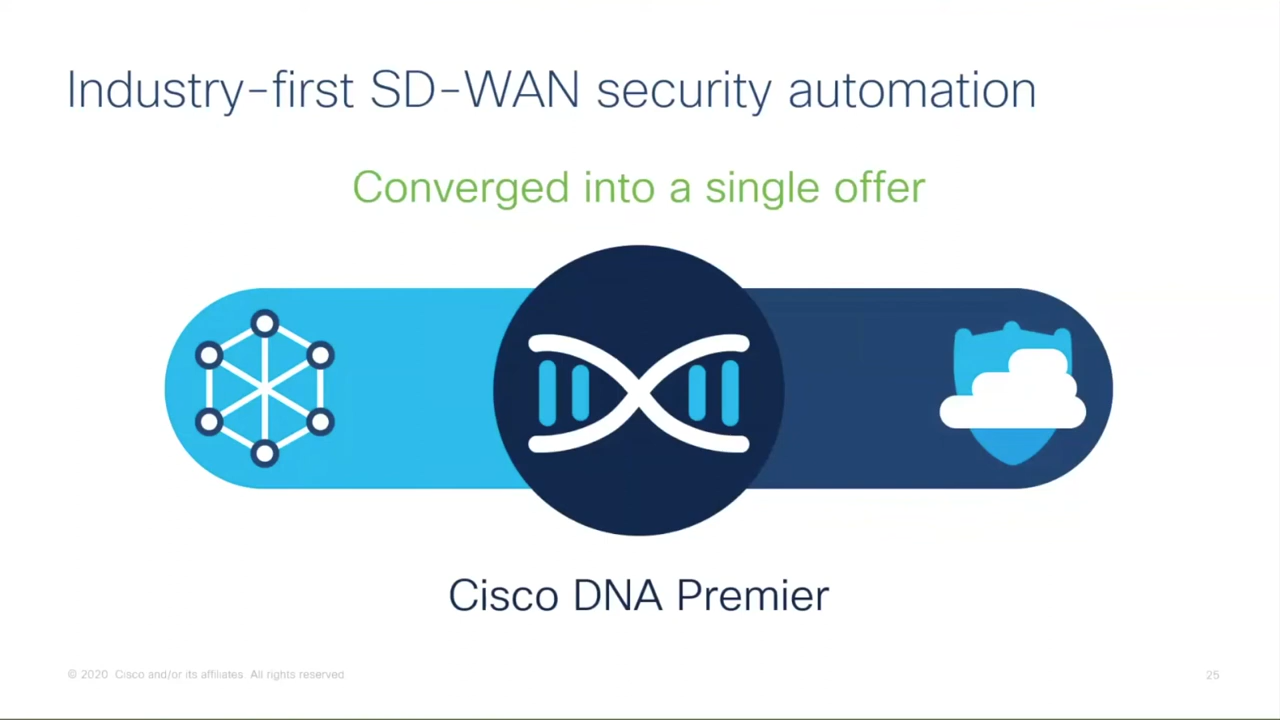 Industry-first SD-WAN security automation
Converged into a single offer
Cisco DNA Premier
© 2020 Cisco and/or its affiliates All rights reserved
25